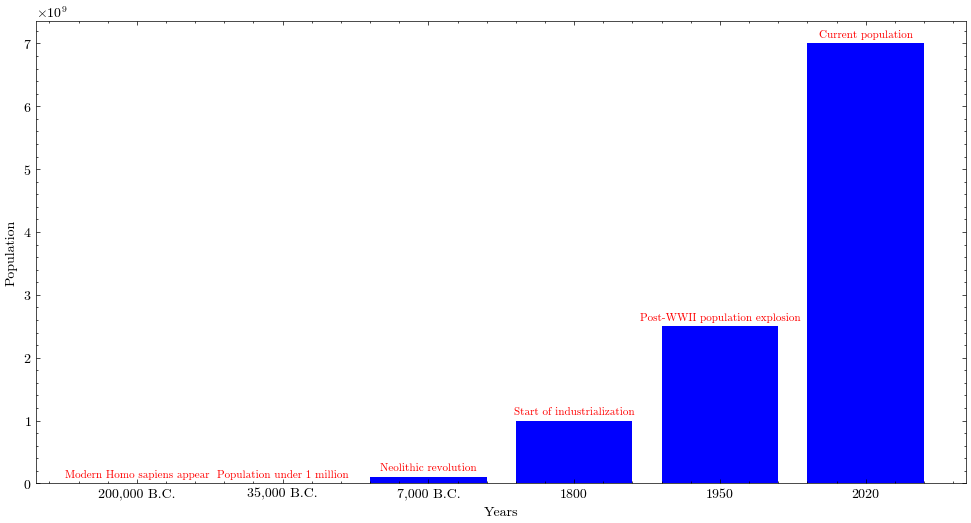 ×10⁹
7
6
5
4
3
2
1
0
Population
Current population
Post-WWII population explosion
Start of industrialization
Neolithic revolution
Modern Homo sapiens appear
Population under 1 million
200,000 B.C.
35,000 B.C.
7,000 B.C.
1800
1950
2020
Years